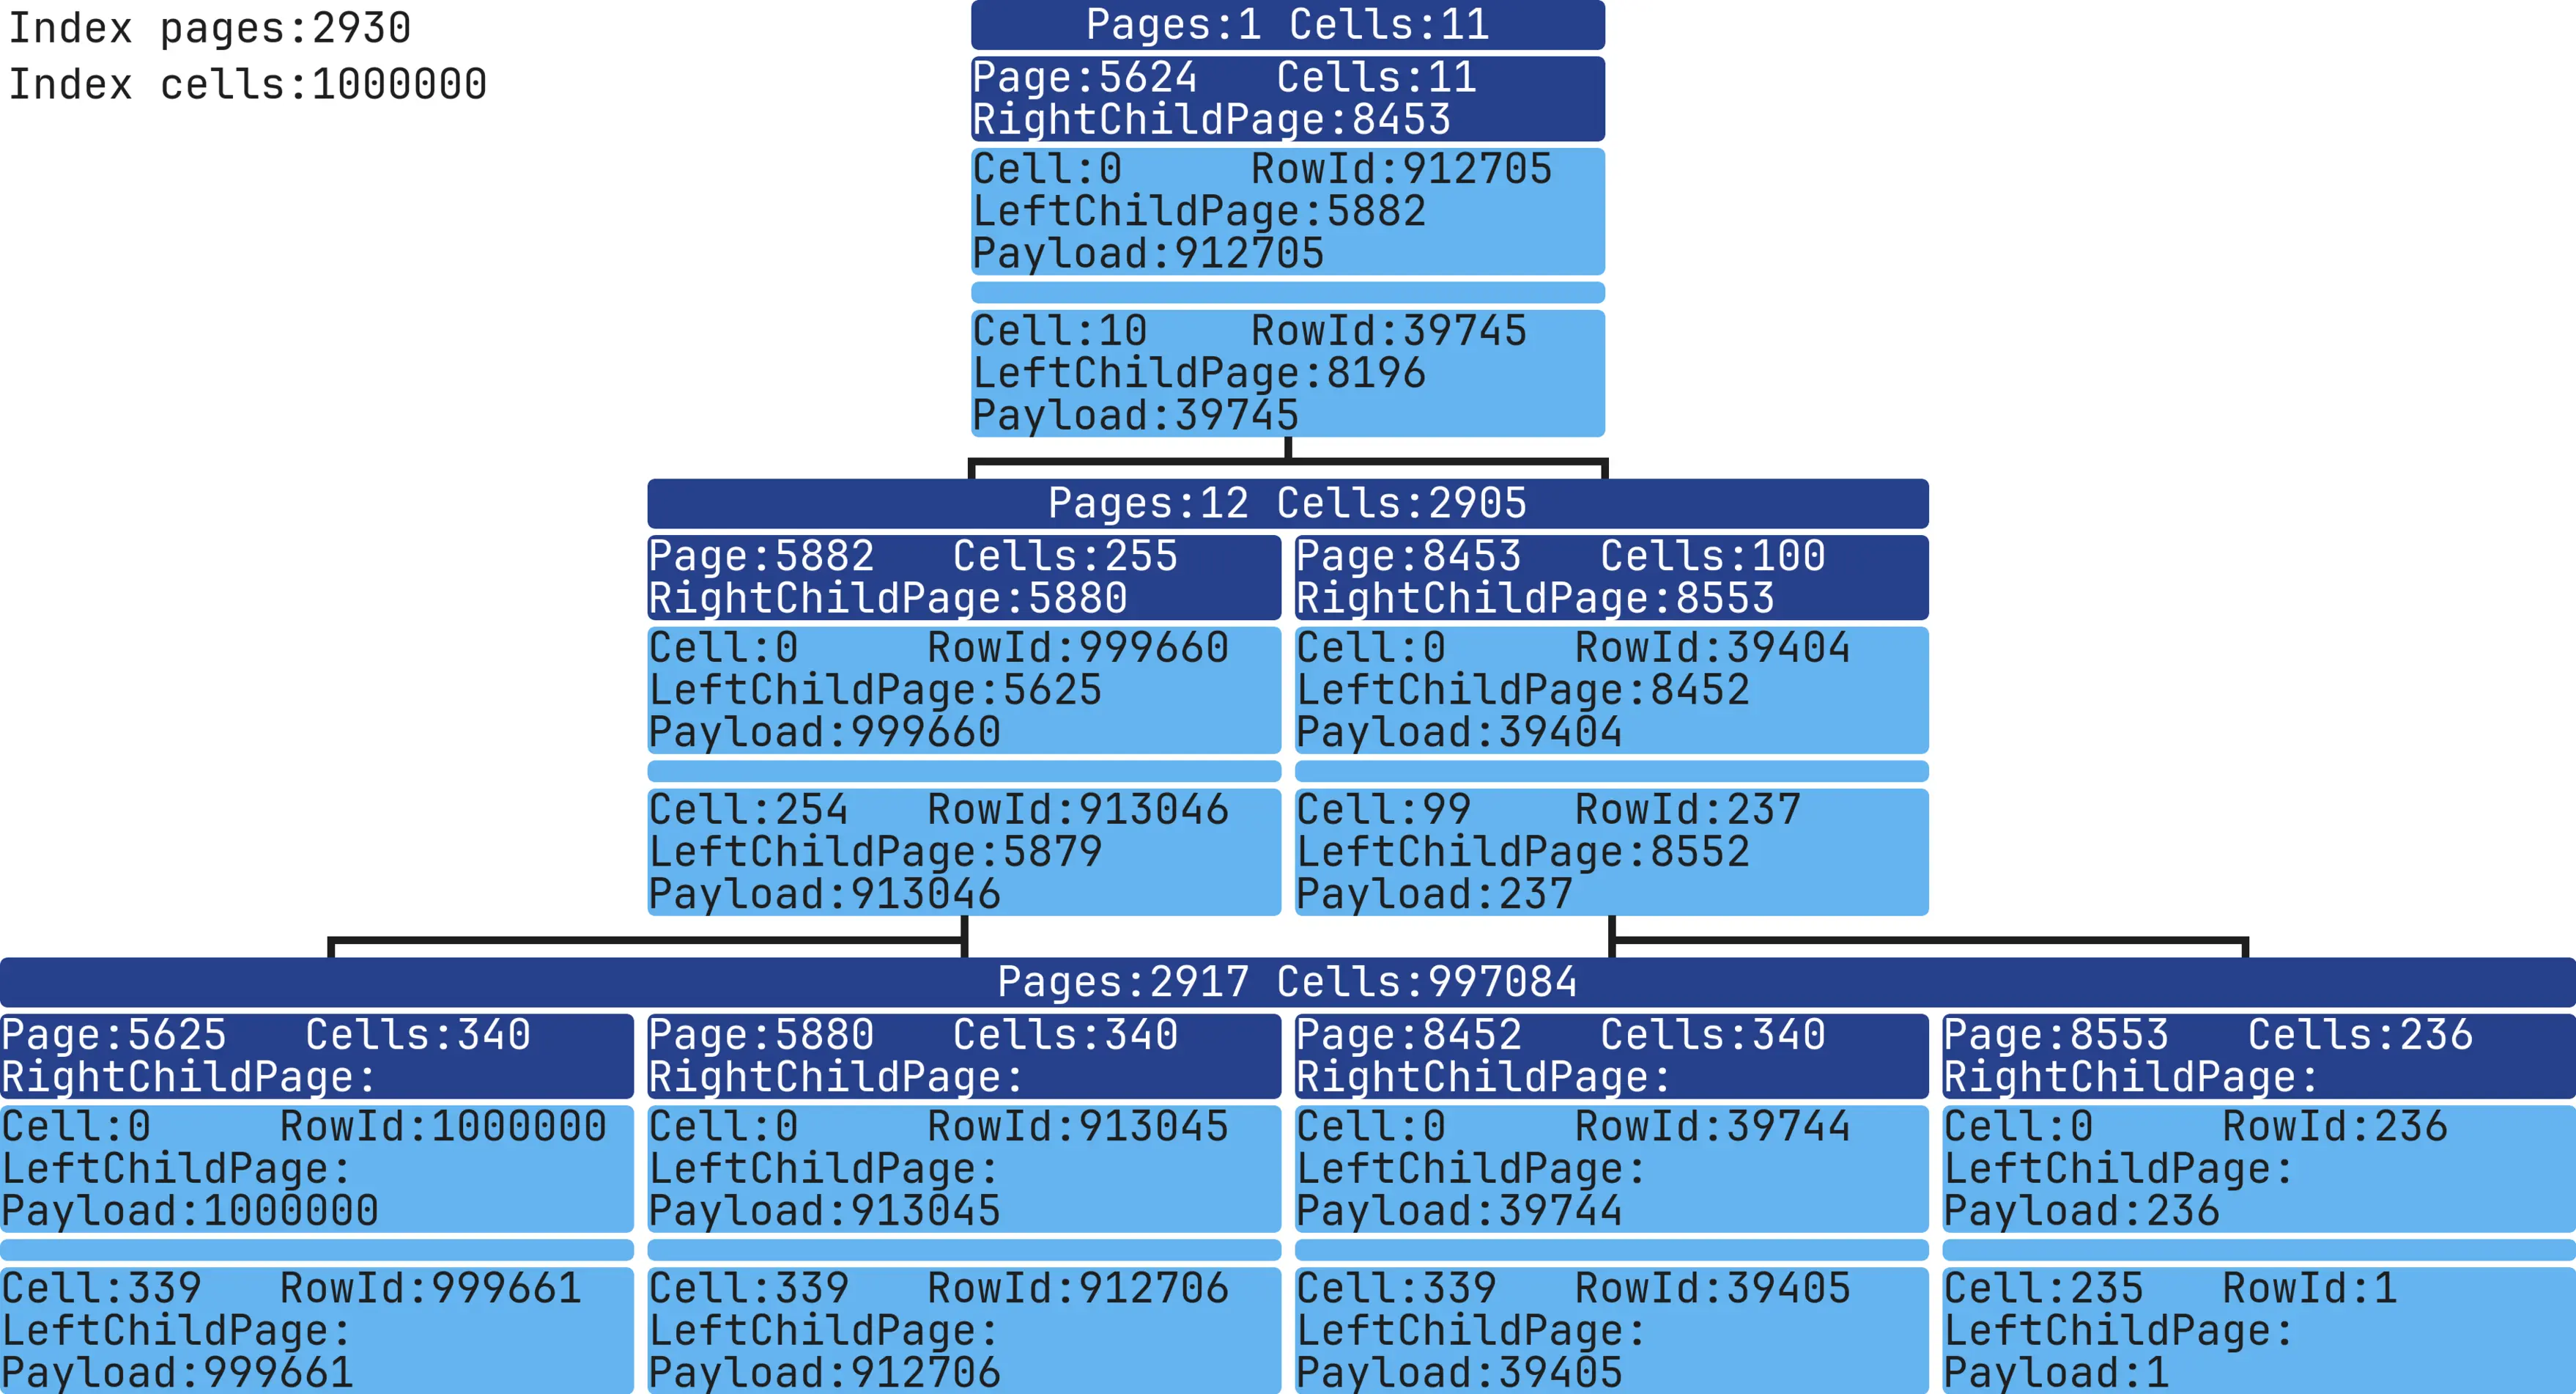 Index pages:2930
Index cells:1000000
Pages:1 Cells:11
Page:5624 Cells:11
RightChildPage:8453
Cell:0 RowId:912705
LeftChildPage:5882
Payload:912705
Cell:10 RowId:39745
LeftChildPage:8196
Payload:39745
Pages:12 Cells:2905
Page:5882 Cells:255
RightChildPage:5880
Cell:0 RowId:999660
LeftChildPage:5625
Payload:999660
Cell:254 RowId:913046
LeftChildPage:5879
Payload:913046
Page:8453 Cells:100
RightChildPage:8553
Cell:0 RowId:39404
LeftChildPage:8452
Payload:39404
Cell:99 RowId:237
LeftChildPage:8552
Payload:237
Pages:2917 Cells:997084
Page:5625 Cells:340
RightChildPage:
Cell:0 RowId:1000000
LeftChildPage:
Payload:1000000
Cell:339 RowId:999661
LeftChildPage:
Payload:999661
Page:5880 Cells:340
RightChildPage:
Cell:0 RowId:913045
LeftChildPage:
Payload:913045
Cell:339 RowId:912706
LeftChildPage:
Payload:912706
Page:8452 Cells:340
RightChildPage:
Cell:0 RowId:39744
LeftChildPage:
Payload:39744
Cell:339 RowId:39405
LeftChildPage:
Payload:39405
Page:8553 Cells:236
RightChildPage:
Cell:0 RowId:236
LeftChildPage:
Payload:236
Cell:235 RowId:1
LeftChildPage:
Payload:1